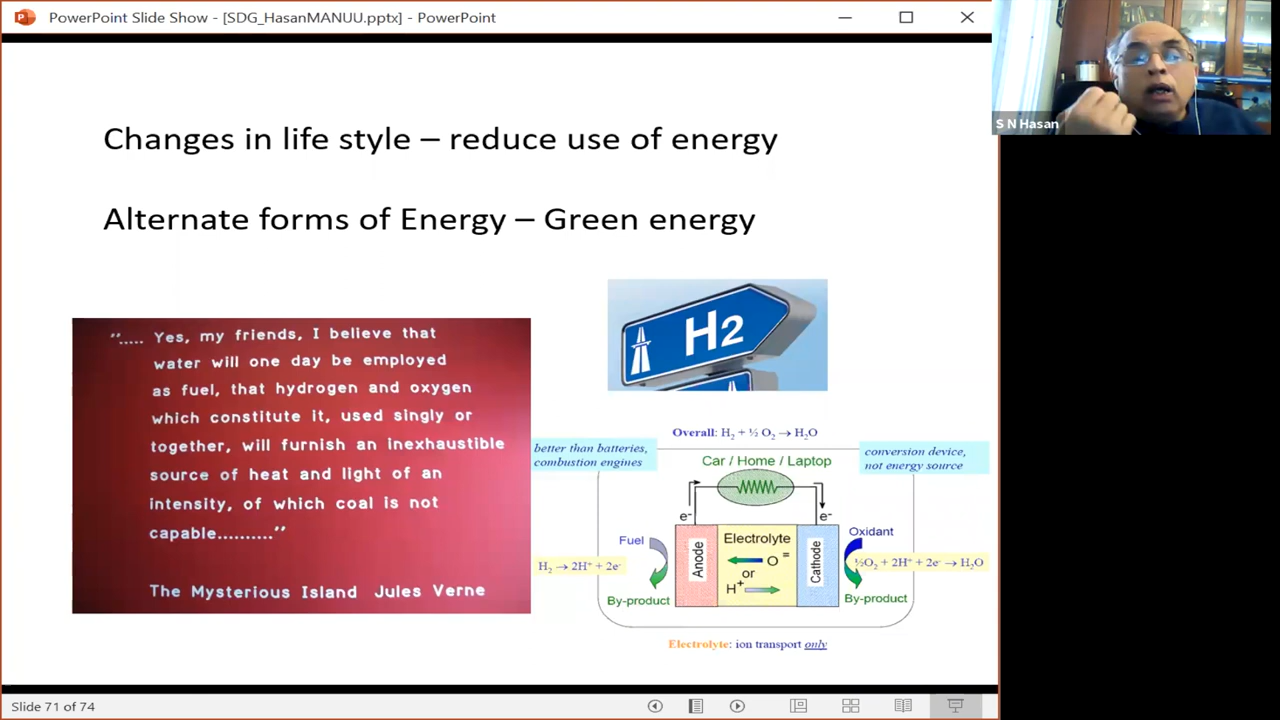 PowerPoint Slide Show - [SDG_HasanMANUU.pptx] - PowerPoint
S N Hasan
Changes in life style – reduce use of energy
Alternate forms of Energy – Green energy
H2
"..... Yes, my friends, I believe that
water will one day be employed
as fuel, that hydrogen and oxygen
which constitute it, used singly or
together, will furnish an inexhaustible
source of heat and light of an
intensity, of which coal is not
capable.........."
The Mysterious Island Jules Verne
Overall: H₂ + ½ O₂ → H₂O
better than batteries,
combustion engines
conversion device,
not energy source
Car / Home / Laptop
e⁻
e⁻
Fuel
Oxidant
Anode
Electrolyte
Cathode
O⁼
or
H⁺
H₂ → 2H⁺ + 2e⁻
½O₂ + 2H⁺ + 2e⁻ → H₂O
By-product
By-product
Electrolyte: ion transport only
Slide 71 of 74